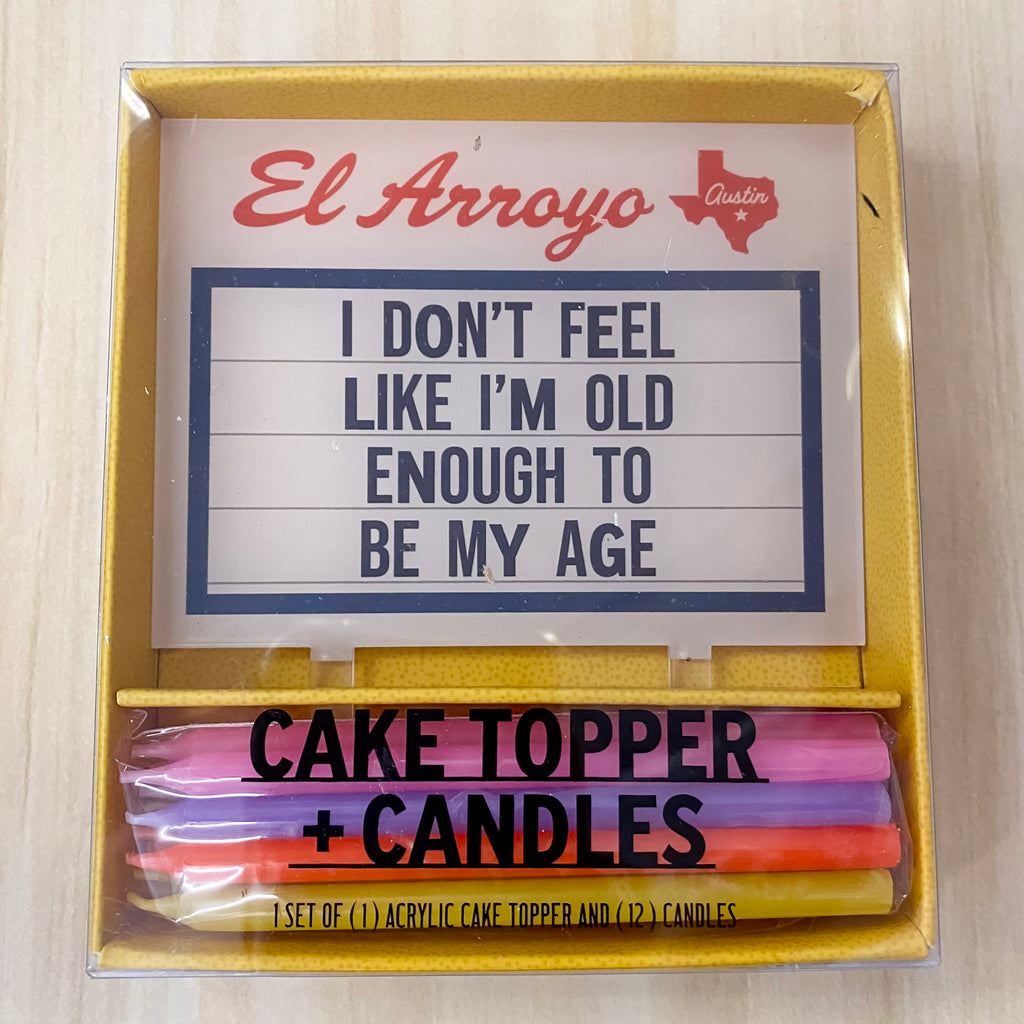 El Arroyo
Austin
I DON'T FEEL
LIKE I'M OLD
ENOUGH TO
BE MY AGE
CAKE TOPPER
+ CANDLES
1 SET OF (1) ACRYLIC CAKE TOPPER AND (12) CANDLES